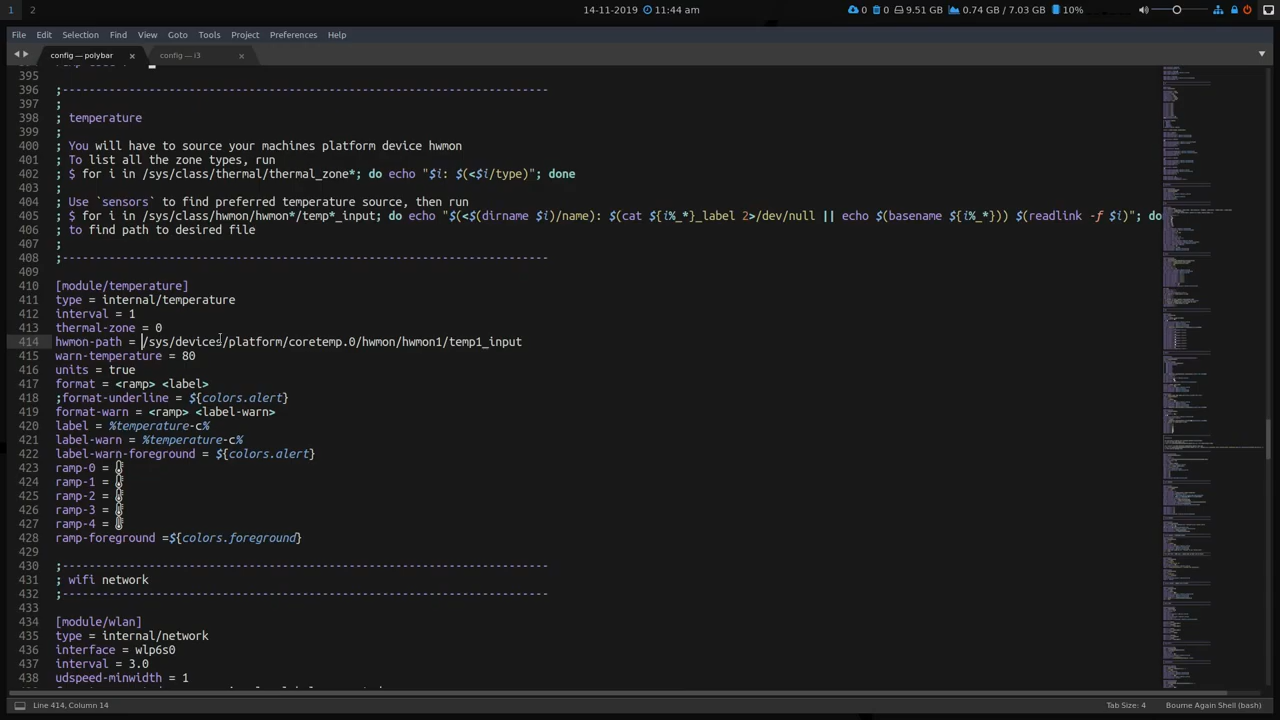 1 2 14-11-2019 11:44 am 0 0 9.51 GB 0.74 GB / 7.03 GB 10%
File Edit Selection Find View Goto Tools Project Preferences Help
config — polybar × config — i3 ×
395
396 ;---------------------------------------------------------------------------
397 ;
398 ; temperature
399 ;
400 ; You will have to source your machines platform device hwmon
401 ; To list all the zone types, run
402 ; $ for i in /sys/class/thermal/thermal_zone*; do echo "$i: $(<$i/type)"; done
403 ;
404 ; Use `sensors` to find preferred temperature source, then run
405 ; $ for i in /sys/class/hwmon/hwmon*/temp*_input; do echo "$(<$(dirname $i)/name): $(cat ${i%_*}_label 2>/dev/null || echo $(basename ${i%_*})) $(readlink -f $i)"; do
407 ; to find path to desired file
408 ;---------------------------------------------------------------------------
409
410 [module/temperature]
411 type = internal/temperature
412 interval = 1
413 thermal-zone = 0
414 hwmon-path = /sys/devices/platform/coretemp.0/hwmon/hwmon1/temp1_input
415 warn-temperature = 80
416 units = true
417 format = <ramp> <label>
418 ;format-underline = ${colors.alert}
419 format-warn = <ramp> <label-warn>
420 label = %temperature-c%
421 label-warn = %temperature-c%
422 label-warn-foreground = ${colors.alert}
423 ramp-0 =
424 ramp-1 =
425 ramp-2 =
426 ramp-3 =
427 ramp-4 =
428 ramp-foreground =${colors.foreground}
429
430 ;---------------------------------------------------------------------------
431 ; wifi network
432 ;---------------------------------------------------------------------------
433
434 [module/wlan]
435 type = internal/network
436 interface = wlp6s0
437 interval = 3.0
438 udspeed-minwidth = 1
Line 414, Column 14 Tab Size: 4 Bourne Again Shell (bash)